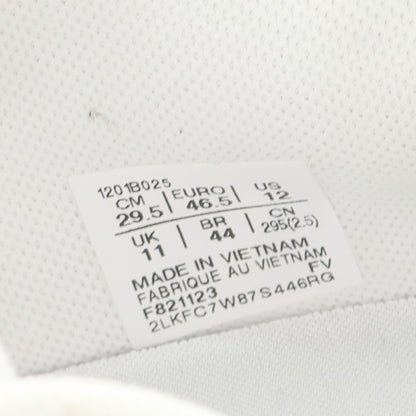 1201B025
CM | EURO | US
29.5 | 46.5 | 12
UK | BR | CN
11 | 44 | 295(2.5)
MADE IN VIETNAM
FABRIQUE AU VIETNAM
F821123 FV
2LKFC7W87S446RG